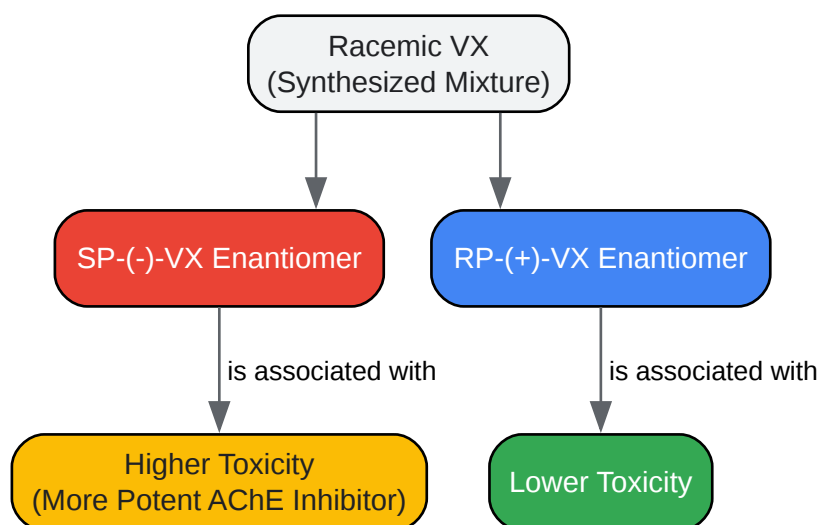 Racemic VX
(Synthesized Mixture)
SP-(-)-VX Enantiomer
RP-(+)-VX Enantiomer
is associated with
is associated with
Higher Toxicity
(More Potent AChE Inhibitor)
Lower Toxicity